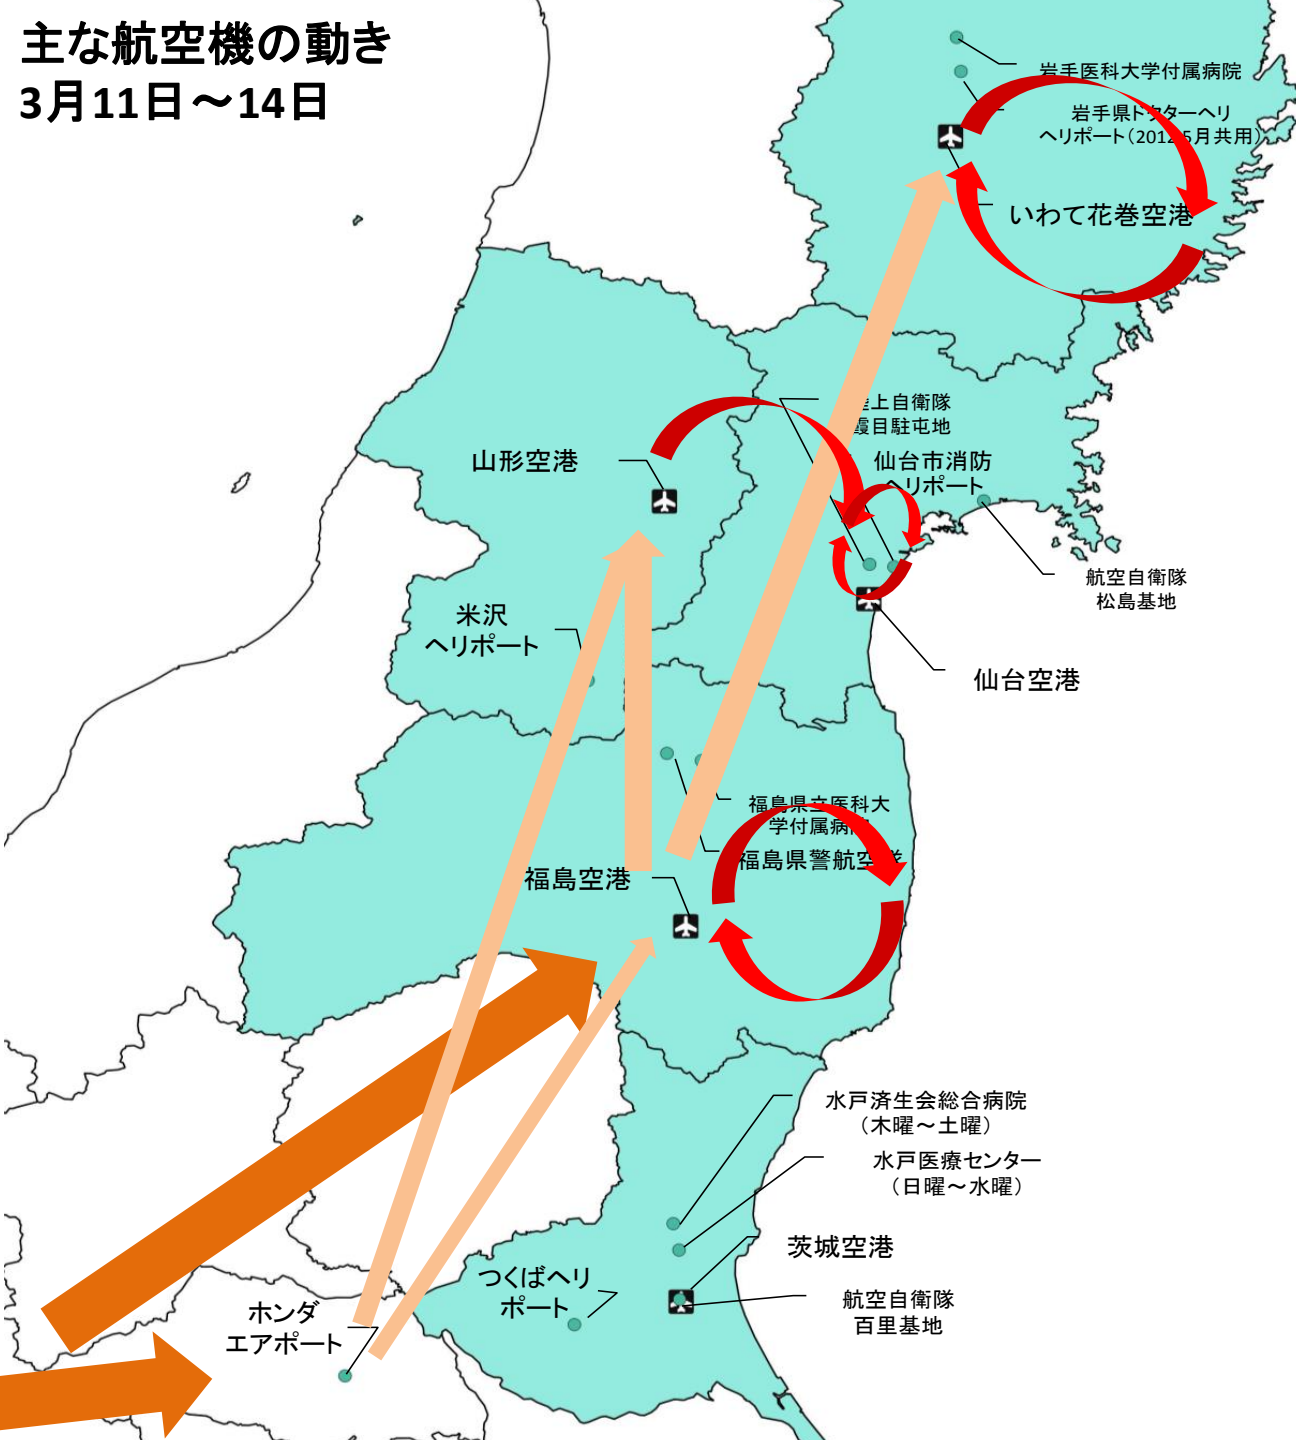 主な航空機の動き
3月11日～14日
岩手医科大学付属病院
岩手県ドクターヘリ
ヘリポート（2012.5月共用）
いわて花巻空港
陸上自衛隊
霞目駐屯地
仙台市消防
ヘリポート
山形空港
航空自衛隊
松島基地
米沢
ヘリポート
仙台空港
福島県立医科大
学付属病院
福島県警航空隊
福島空港
水戸済生会総合病院
（木曜～土曜）
水戸医療センター
（日曜～水曜）
茨城空港
つくばヘリ
ポート
航空自衛隊
百里基地
ホンダ
エアポート